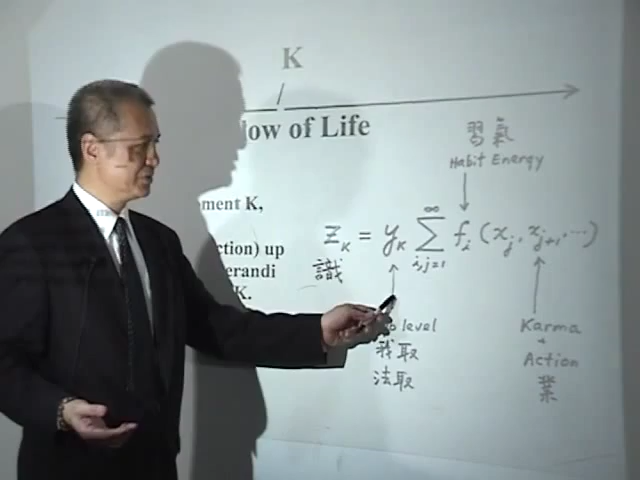 K
low of Life
習氣
Habit Energy
ment K,
Z_K = y_K ∑_{i,j=1}^{∞} f_i (x_j, x_{j+1}, ...)
ction) up
識
erandi
K.
level
Karma
+
Action
我取
法取
業